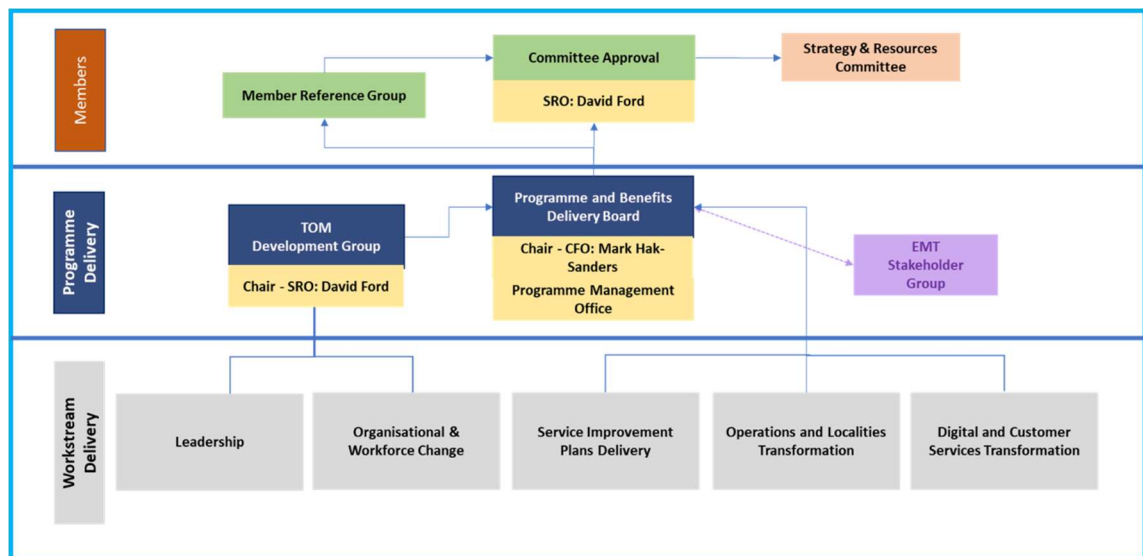 Members
Member Reference Group
Committee Approval
SRO: David Ford
Strategy & Resources
Committee
Programme
Delivery
TOM
Development Group
Chair - SRO: David Ford
Programme and Benefits
Delivery Board
Chair - CFO: Mark Hak-
Sanders
Programme Management
Office
EMT
Stakeholder
Group
Workstream
Delivery
Leadership
Organisational &
Workforce Change
Service Improvement
Plans Delivery
Operations and Localities
Transformation
Digital and Customer
Services Transformation